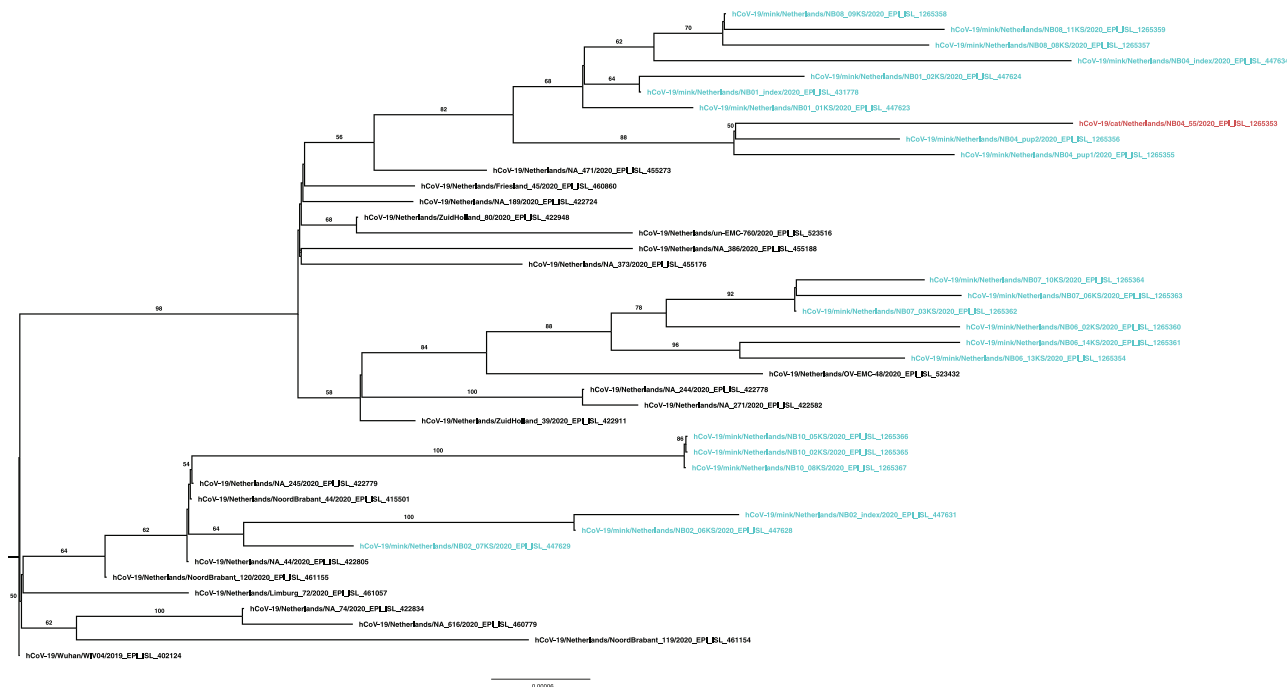 hCoV-19/mink/Netherlands/NB08_09KS/2020_EPI_ISL_1265358
70
hCoV-19/mink/Netherlands/NB08_11KS/2020_EPI_ISL_1265359
62
hCoV-19/mink/Netherlands/NB08_08KS/2020_EPI_ISL_1265357
hCoV-19/mink/Netherlands/NB04_index/2020_EPI_ISL_447634
68
hCoV-19/mink/Netherlands/NB01_02KS/2020_EPI_ISL_447624
64
hCoV-19/mink/Netherlands/NB01_index/2020_EPI_ISL_431778
82
hCoV-19/mink/Netherlands/NB01_01KS/2020_EPI_ISL_447623
50
hCoV-19/cat/Netherlands/NB04_55/2020_EPI_ISL_1265353
88
hCoV-19/mink/Netherlands/NB04_pup2/2020_EPI_ISL_1265356
56
hCoV-19/mink/Netherlands/NB04_pup1/2020_EPI_ISL_1265355
hCoV-19/Netherlands/NA_471/2020_EPI_ISL_455273
hCoV-19/Netherlands/Friesland_45/2020_EPI_ISL_460860
hCoV-19/Netherlands/NA_189/2020_EPI_ISL_422724
68
hCoV-19/Netherlands/ZuidHolland_80/2020_EPI_ISL_422948
hCoV-19/Netherlands/un-EMC-760/2020_EPI_ISL_523516
hCoV-19/Netherlands/NA_386/2020_EPI_ISL_455188
hCoV-19/Netherlands/NA_373/2020_EPI_ISL_455176
hCoV-19/mink/Netherlands/NB07_10KS/2020_EPI_ISL_1265364
92
hCoV-19/mink/Netherlands/NB07_06KS/2020_EPI_ISL_1265363
98
78
hCoV-19/mink/Netherlands/NB07_03KS/2020_EPI_ISL_1265362
88
hCoV-19/mink/Netherlands/NB06_02KS/2020_EPI_ISL_1265360
96
hCoV-19/mink/Netherlands/NB06_14KS/2020_EPI_ISL_1265361
84
hCoV-19/mink/Netherlands/NB06_13KS/2020_EPI_ISL_1265354
hCoV-19/Netherlands/OV-EMC-48/2020_EPI_ISL_523432
58
100
hCoV-19/Netherlands/NA_244/2020_EPI_ISL_422778
hCoV-19/Netherlands/NA_271/2020_EPI_ISL_422582
hCoV-19/Netherlands/ZuidHolland_39/2020_EPI_ISL_422911
86
hCoV-19/mink/Netherlands/NB10_05KS/2020_EPI_ISL_1265366
100
hCoV-19/mink/Netherlands/NB10_02KS/2020_EPI_ISL_1265365
54
hCoV-19/mink/Netherlands/NB10_08KS/2020_EPI_ISL_1265367
hCoV-19/Netherlands/NA_245/2020_EPI_ISL_422779
hCoV-19/Netherlands/NoordBrabant_44/2020_EPI_ISL_415501
100
hCoV-19/mink/Netherlands/NB02_index/2020_EPI_ISL_447631
62
64
hCoV-19/mink/Netherlands/NB02_06KS/2020_EPI_ISL_447628
hCoV-19/mink/Netherlands/NB02_07KS/2020_EPI_ISL_447629
64
hCoV-19/Netherlands/NA_44/2020_EPI_ISL_422805
hCoV-19/Netherlands/NoordBrabant_120/2020_EPI_ISL_461155
50
hCoV-19/Netherlands/Limburg_72/2020_EPI_ISL_461057
100
hCoV-19/Netherlands/NA_74/2020_EPI_ISL_422834
62
hCoV-19/Netherlands/NA_616/2020_EPI_ISL_460779
hCoV-19/Netherlands/NoordBrabant_119/2020_EPI_ISL_461154
hCoV-19/Wuhan/WIV04/2019_EPI_ISL_402124
0.00006